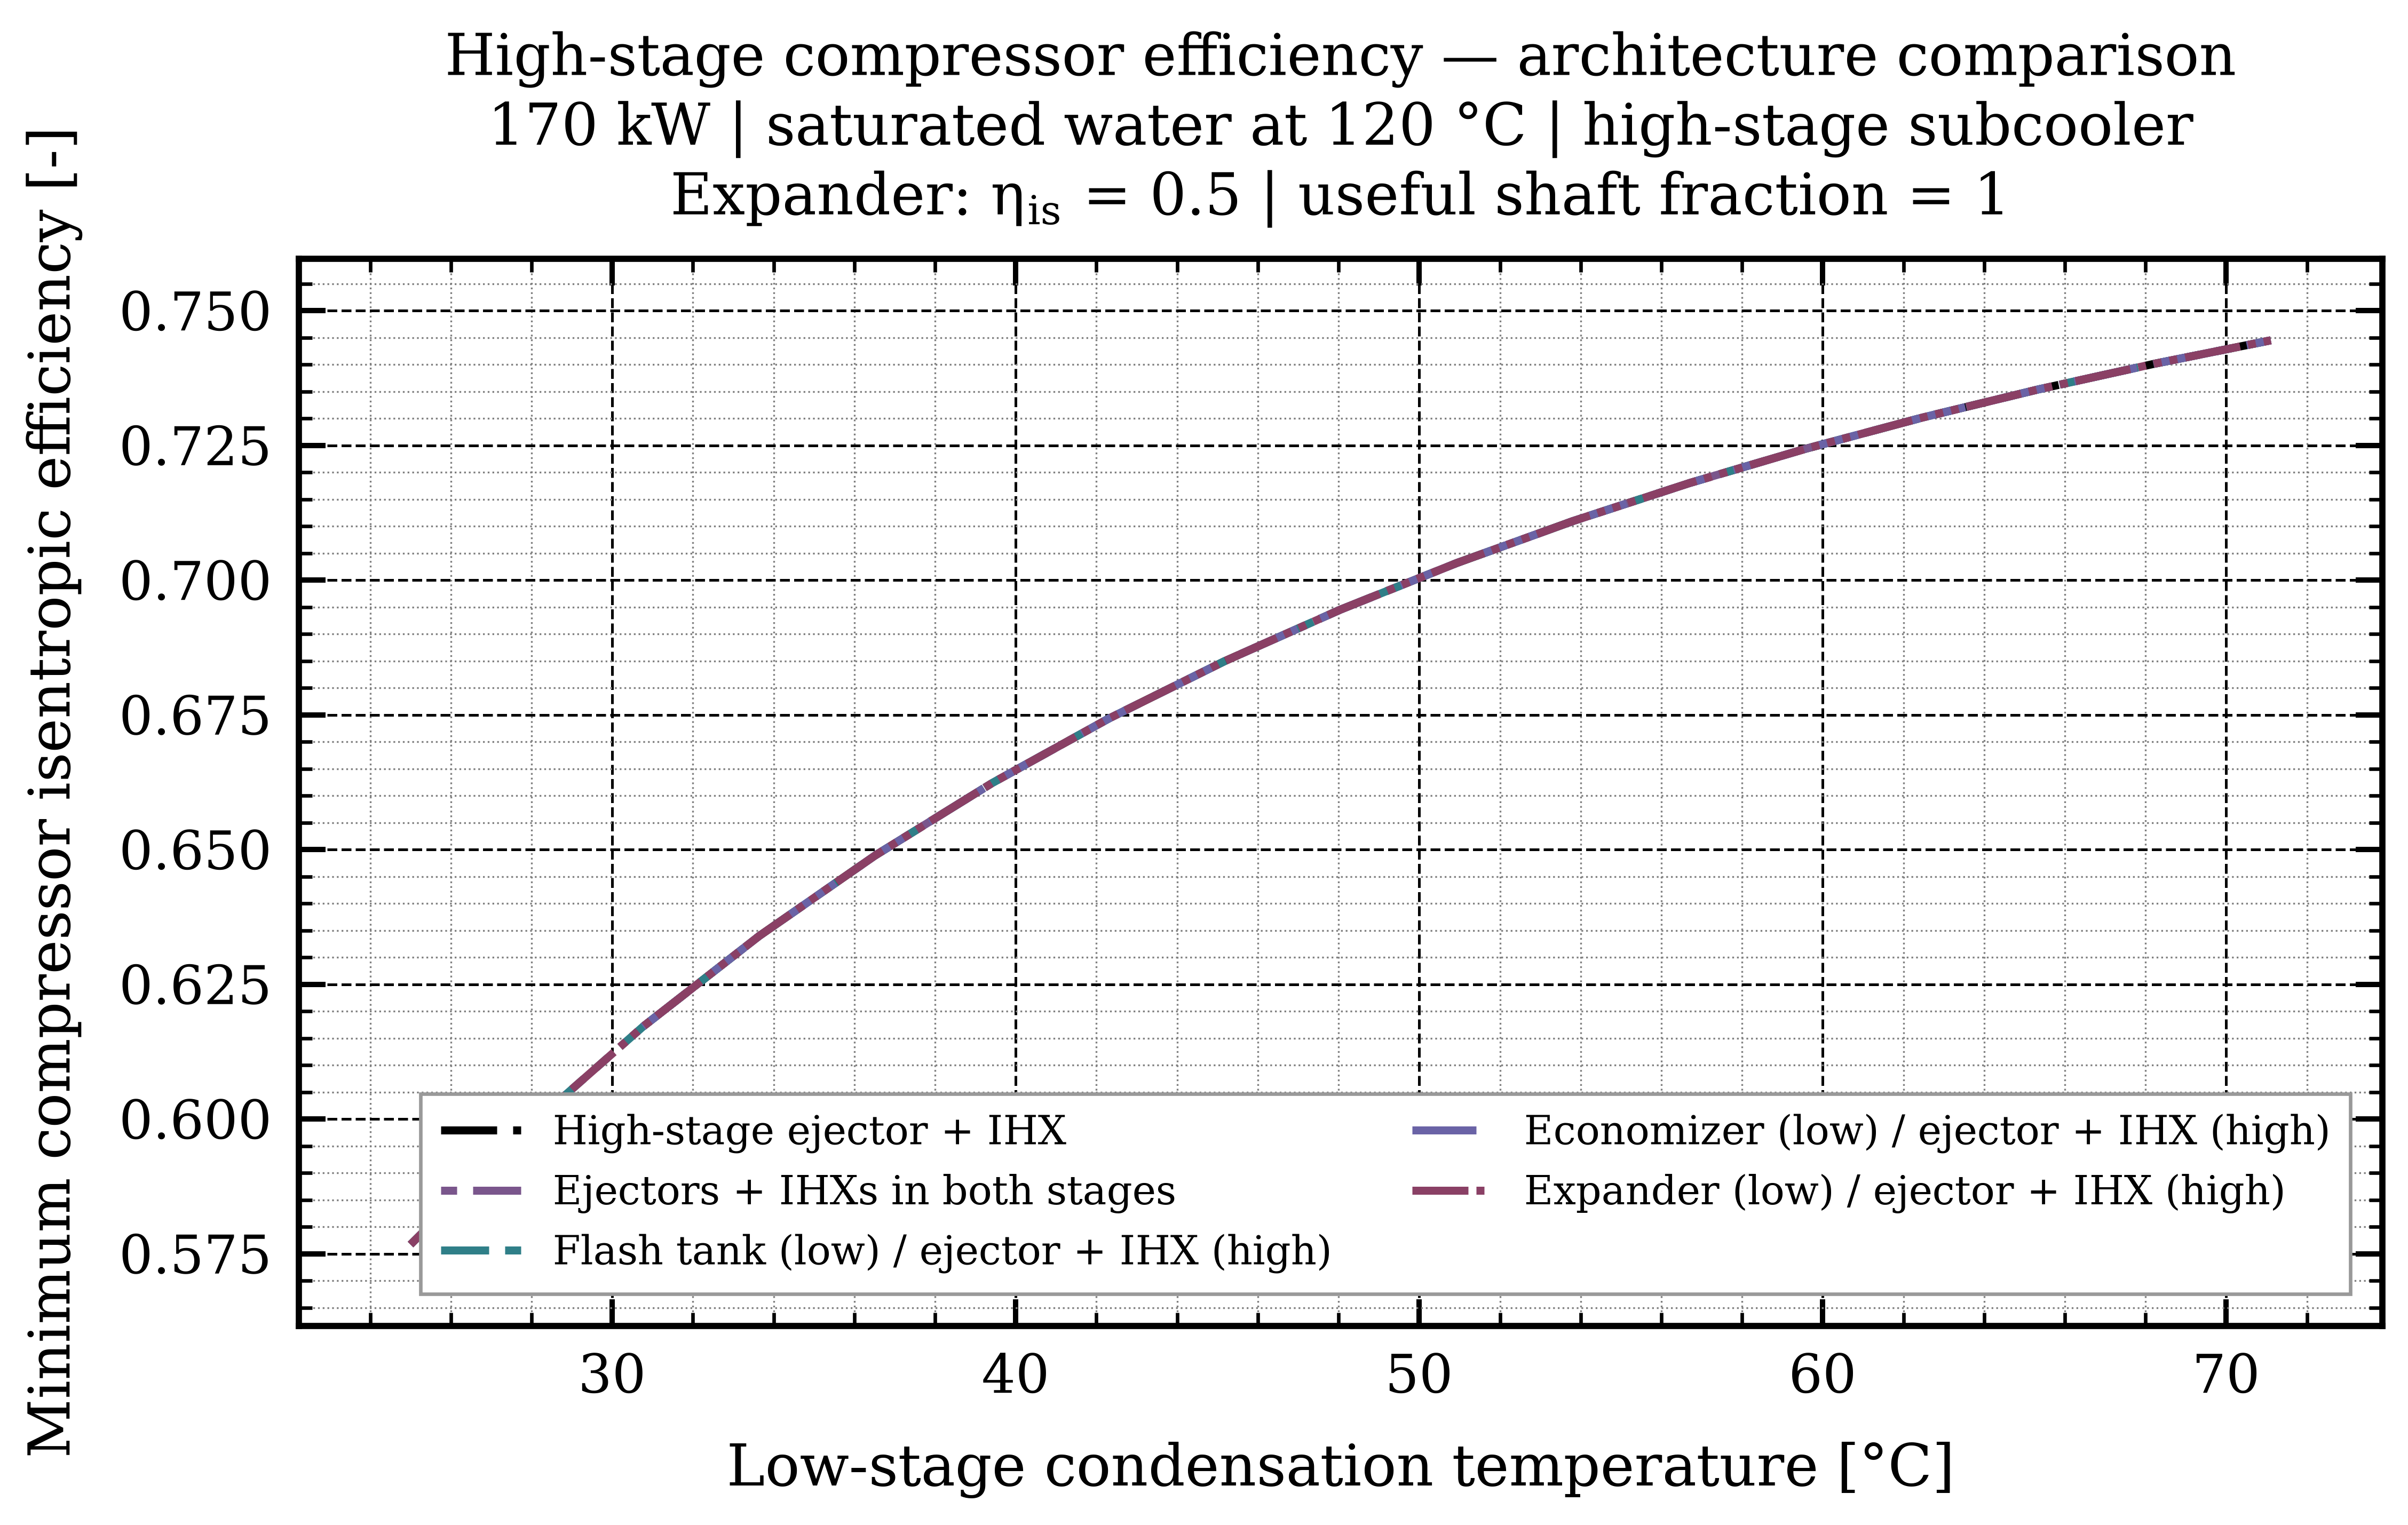 High-stage compressor efficiency — architecture comparison
170 kW | saturated water at 120 °C | high-stage subcooler
Expander: ηis = 0.5 | useful shaft fraction = 1
Minimum compressor isentropic efficiency [-]
0.750
0.725
0.700
0.675
0.650
0.625
0.600
0.575
High-stage ejector + IHX
Ejectors + IHXs in both stages
Flash tank (low) / ejector + IHX (high)
Economizer (low) / ejector + IHX (high)
Expander (low) / ejector + IHX (high)
30 40 50 60 70
Low-stage condensation temperature [°C]